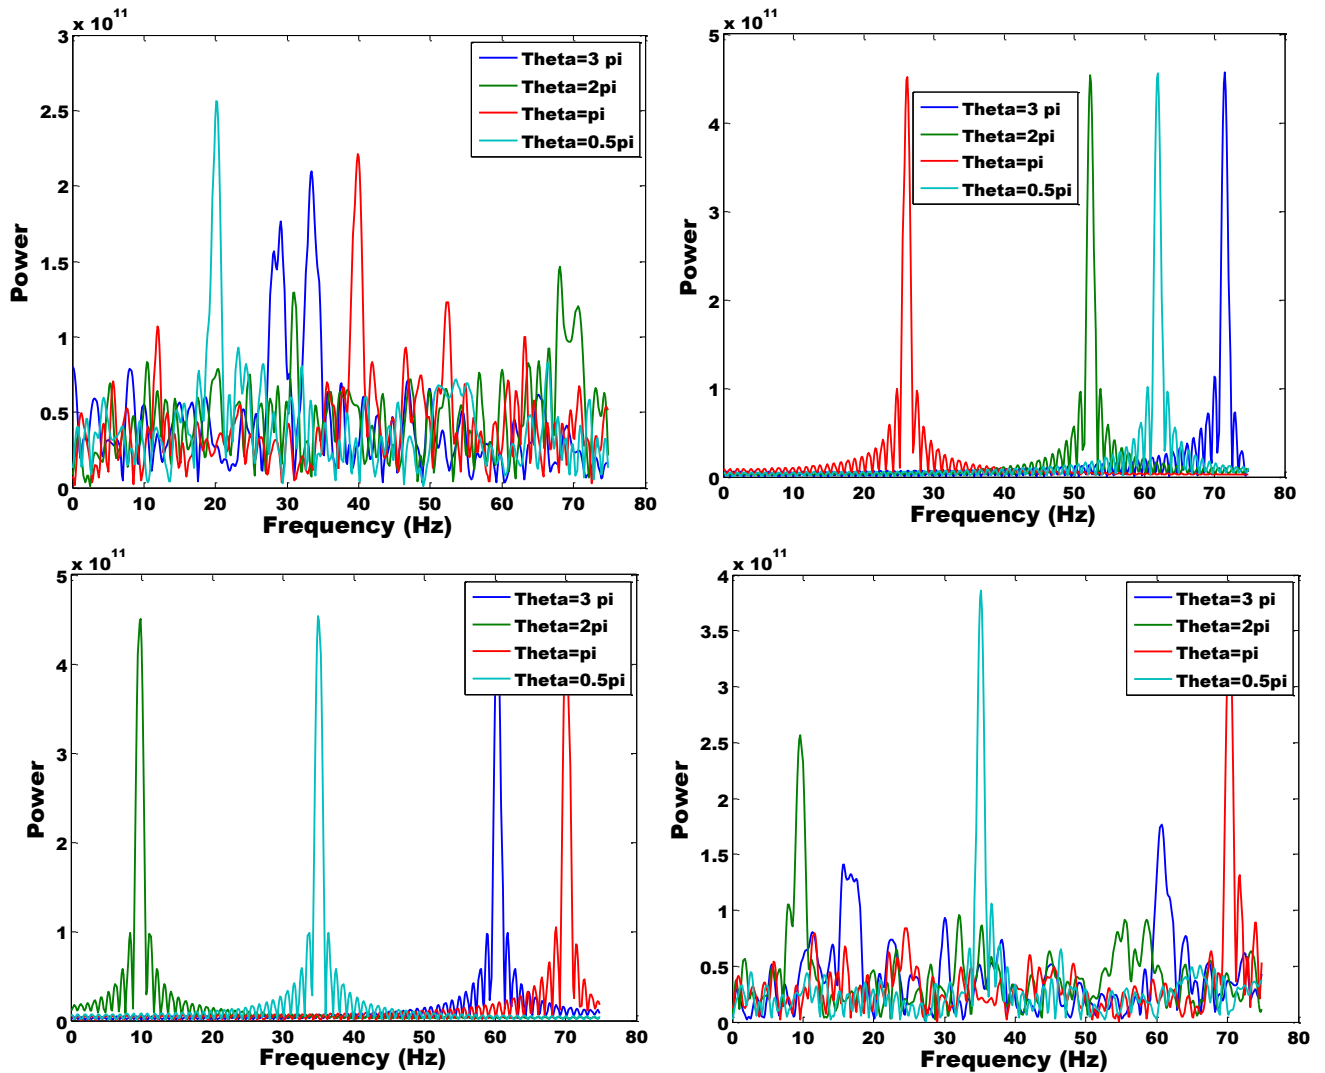 x 10^11
3
2.5
2
1.5
1
0.5
0
Power
0 10 20 30 40 50 60 70 80
Frequency (Hz)
Theta=3 pi
Theta=2pi
Theta=pi
Theta=0.5pi
x 10^11
5
4
3
2
1
0
Power
0 10 20 30 40 50 60 70 80
Frequency (Hz)
Theta=3 pi
Theta=2pi
Theta=pi
Theta=0.5pi
x 10^11
5
4
3
2
1
0
Power
0 10 20 30 40 50 60 70 80
Frequency (Hz)
Theta=3 pi
Theta=2pi
Theta=pi
Theta=0.5pi
x 10^11
4
3.5
3
2.5
2
1.5
1
0.5
0
Power
0 10 20 30 40 50 60 70 80
Frequency (Hz)
Theta=3 pi
Theta=2pi
Theta=pi
Theta=0.5pi